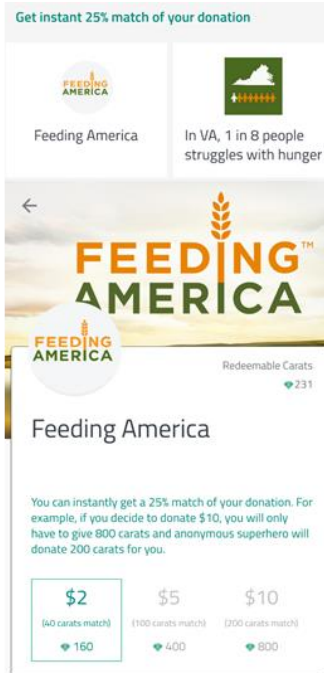 Get instant 25% match of your donation
FEEDING
AMERICA
Feeding America
In VA, 1 in 8 people
struggles with hunger
FEEDING™
AMERICA
FEEDING
AMERICA
Redeemable Carats
231
Feeding America
You can instantly get a 25% match of your donation. For
example, if you decide to donate $10, you will only
have to give 800 carats and anonymous superhero will
donate 200 carats for you.
$2
(40 carats match)
160
$5
(100 carats match)
400
$10
(200 carats match)
800